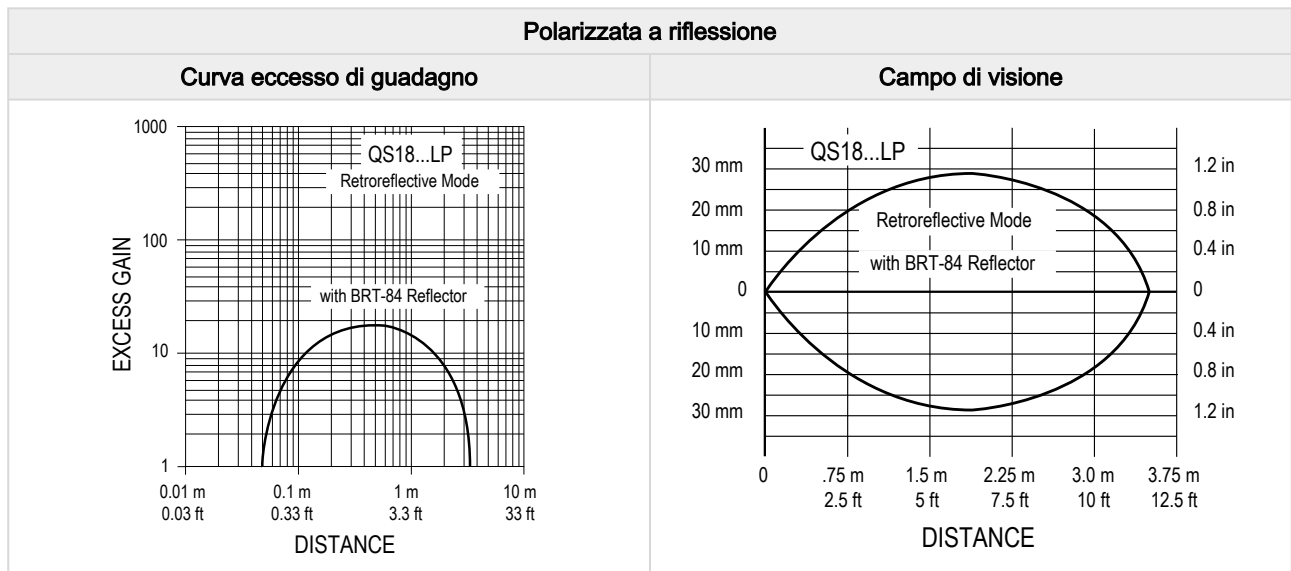 Polarizzata a riflessione
Curva eccesso di guadagno
Campo di visione
1000
100
10
1
EXCESS GAIN
QS18...LP
Retroreflective Mode
with BRT-84 Reflector
0.01 m 0.1 m 1 m 10 m
0.03 ft 0.33 ft 3.3 ft 33 ft
DISTANCE
QS18...LP
Retroreflective Mode
with BRT-84 Reflector
30 mm 1.2 in
20 mm 0.8 in
10 mm 0.4 in
0 0
10 mm 0.4 in
20 mm 0.8 in
30 mm 1.2 in
0 .75 m 1.5 m 2.25 m 3.0 m 3.75 m
2.5 ft 5 ft 7.5 ft 10 ft 12.5 ft
DISTANCE